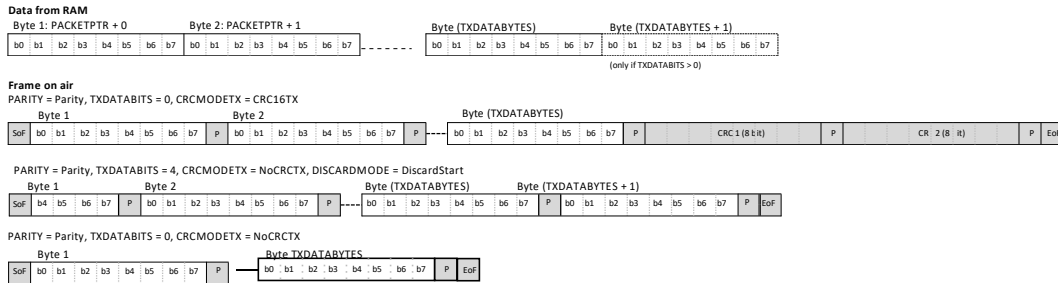 Data from RAM
Byte 1: PACKETPTR + 0 Byte 2: PACKETPTR + 1 Byte (TXDATABYTES) Byte (TXDATABYTES + 1)
b0 b1 b2 b3 b4 b5 b6 b7 b0 b1 b2 b3 b4 b5 b6 b7 b0 b1 b2 b3 b4 b5 b6 b7 b0 b1 b2 b3 b4 b5 b6 b7
(only if TXDATABITS > 0)
Frame on air
PARITY = Parity, TXDATABITS = 0, CRCMODETX = CRC16TX
Byte 1 Byte 2 Byte (TXDATABYTES)
SoF b0 b1 b2 b3 b4 b5 b6 b7 P b0 b1 b2 b3 b4 b5 b6 b7 P b0 b1 b2 b3 b4 b5 b6 b7 P CRC 1 (8 bit) P CR 2 (8 it) P EoF
PARITY = Parity, TXDATABITS = 4, CRCMODETX = NoCRCTX, DISCARDMODE = DiscardStart
Byte 1 Byte 2 Byte (TXDATABYTES) Byte (TXDATABYTES + 1)
SoF b4 b5 b6 b7 P b0 b1 b2 b3 b4 b5 b6 b7 P b0 b1 b2 b3 b4 b5 b6 b7 P b0 b1 b2 b3 b4 b5 b6 b7 P EoF
PARITY = Parity, TXDATABITS = 0, CRCMODETX = NoCRCTX
Byte 1 Byte TXDATABYTES
SoF b0 b1 b2 b3 b4 b5 b6 b7 P b0 b1 b2 b3 b4 b5 b6 b7 P EoF